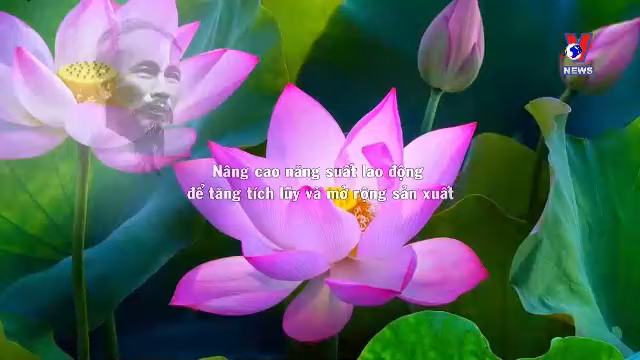 NEWS
Nâng cao năng suất lao động
để tăng tích lũy và mở rộng sản xuất